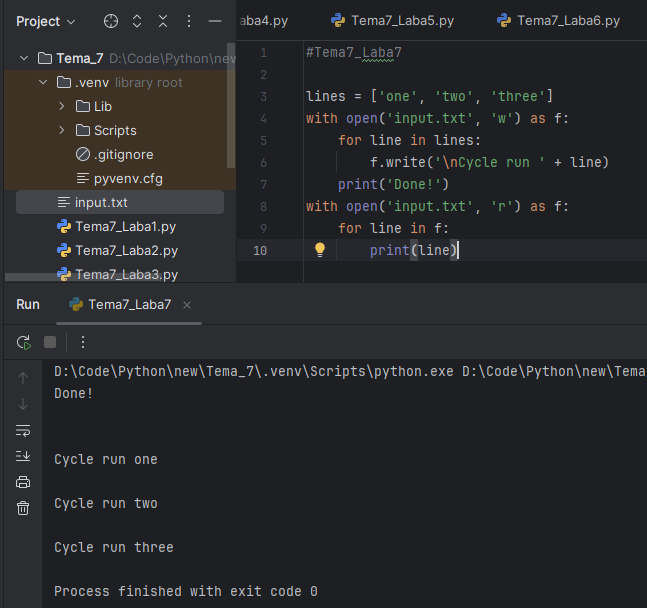 Project
Tema_7 D:\Code\Python\new
.venv library root
Lib
Scripts
.gitignore
pyvenv.cfg
input.txt
Tema7_Laba1.py
Tema7_Laba2.py
Tema7_Laba3.py
aba4.py Tema7_Laba5.py Tema7_Laba6.py
1 #Tema7_Laba7
2
3 lines = ['one', 'two', 'three']
4 with open('input.txt', 'w') as f:
5 for line in lines:
6 f.write('\nCycle run ' + line)
7 print('Done!')
8 with open('input.txt', 'r') as f:
9 for line in f:
10 print(line)
Run Tema7_Laba7
D:\Code\Python\new\Tema_7\.venv\Scripts\python.exe D:\Code\Python\new\Tema
Done!
Cycle run one
Cycle run two
Cycle run three
Process finished with exit code 0